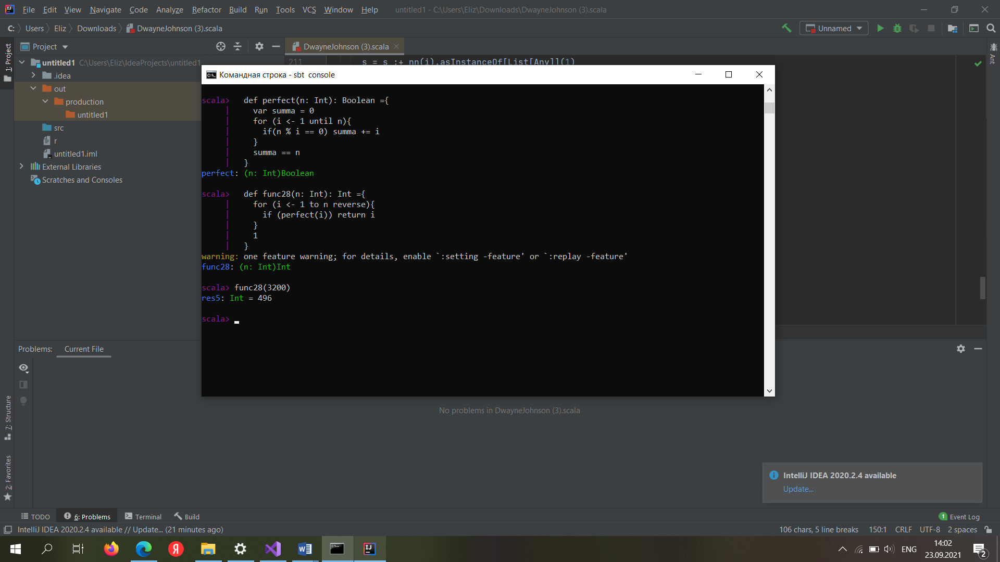 File Edit View Navigate Code Analyze Refactor Build Run Tools VCS Window Help untitled1 - C:\Users\Eliz\Downloads\DwayneJohnson (3).scala
C: Users Eliz Downloads DwayneJohnson (3).scala Unnamed
1: Project
Project
DwayneJohnson (3).scala
Ant
untitled1 C:\Users\Eliz\IdeaProjects\untitled1
211 s = s :+ nn(i).asInstanceOf[List[Any]](1)
.idea
out
production
untitled1
src
r
untitled1.iml
External Libraries
Scratches and Consoles
Командная строка - sbt console
scala> def perfect(n: Int): Boolean ={
| var summa = 0
| for (i <- 1 until n){
| if(n % i == 0) summa += i
| }
| summa == n
| }
perfect: (n: Int)Boolean
scala> def func28(n: Int): Int ={
| for (i <- 1 to n reverse){
| if (perfect(i)) return i
| }
| 1
| }
warning: one feature warning; for details, enable `:setting -feature' or `:replay -feature'
func28: (n: Int)Int
scala> func28(3200)
res5: Int = 496
scala>
Problems: Current File
No problems in DwayneJohnson (3).scala
7: Structure
2: Favorites
IntelliJ IDEA 2020.2.4 available
Update...
TODO 6: Problems Terminal Build 1 Event Log
IntelliJ IDEA 2020.2.4 available // Update... (21 minutes ago) 106 chars, 5 line breaks 150:1 CRLF UTF-8 2 spaces
ENG
14:02
23.09.2021
2